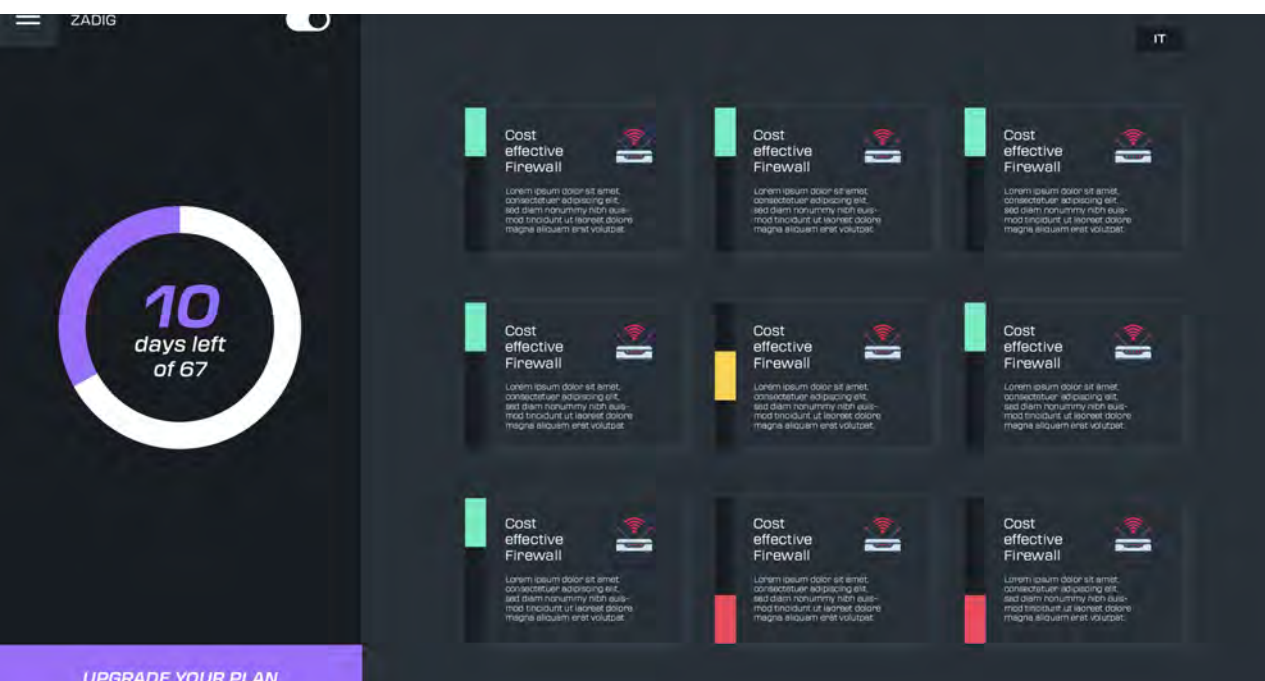 ZADIG
IT
10
days left
of 67
UPGRADE YOUR PLAN
Cost
effective
Firewall
Lorem ipsum dolor sit amet,
consectetuer adipiscing elit,
sed diam nonummy nibh euis-
mod tincidunt ut laoreet dolore
magna aliquam erat volutpat.
Cost
effective
Firewall
Lorem ipsum dolor sit amet,
consectetuer adipiscing elit,
sed diam nonummy nibh euis-
mod tincidunt ut laoreet dolore
magna aliquam erat volutpat.
Cost
effective
Firewall
Lorem ipsum dolor sit amet,
consectetuer adipiscing elit,
sed diam nonummy nibh euis-
mod tincidunt ut laoreet dolore
magna aliquam erat volutpat.
Cost
effective
Firewall
Lorem ipsum dolor sit amet,
consectetuer adipiscing elit,
sed diam nonummy nibh euis-
mod tincidunt ut laoreet dolore
magna aliquam erat volutpat.
Cost
effective
Firewall
Lorem ipsum dolor sit amet,
consectetuer adipiscing elit,
sed diam nonummy nibh euis-
mod tincidunt ut laoreet dolore
magna aliquam erat volutpat.
Cost
effective
Firewall
Lorem ipsum dolor sit amet,
consectetuer adipiscing elit,
sed diam nonummy nibh euis-
mod tincidunt ut laoreet dolore
magna aliquam erat volutpat.
Cost
effective
Firewall
Lorem ipsum dolor sit amet,
consectetuer adipiscing elit,
sed diam nonummy nibh euis-
mod tincidunt ut laoreet dolore
magna aliquam erat volutpat.
Cost
effective
Firewall
Lorem ipsum dolor sit amet,
consectetuer adipiscing elit,
sed diam nonummy nibh euis-
mod tincidunt ut laoreet dolore
magna aliquam erat volutpat.
Cost
effective
Firewall
Lorem ipsum dolor sit amet,
consectetuer adipiscing elit,
sed diam nonummy nibh euis-
mod tincidunt ut laoreet dolore
magna aliquam erat volutpat.